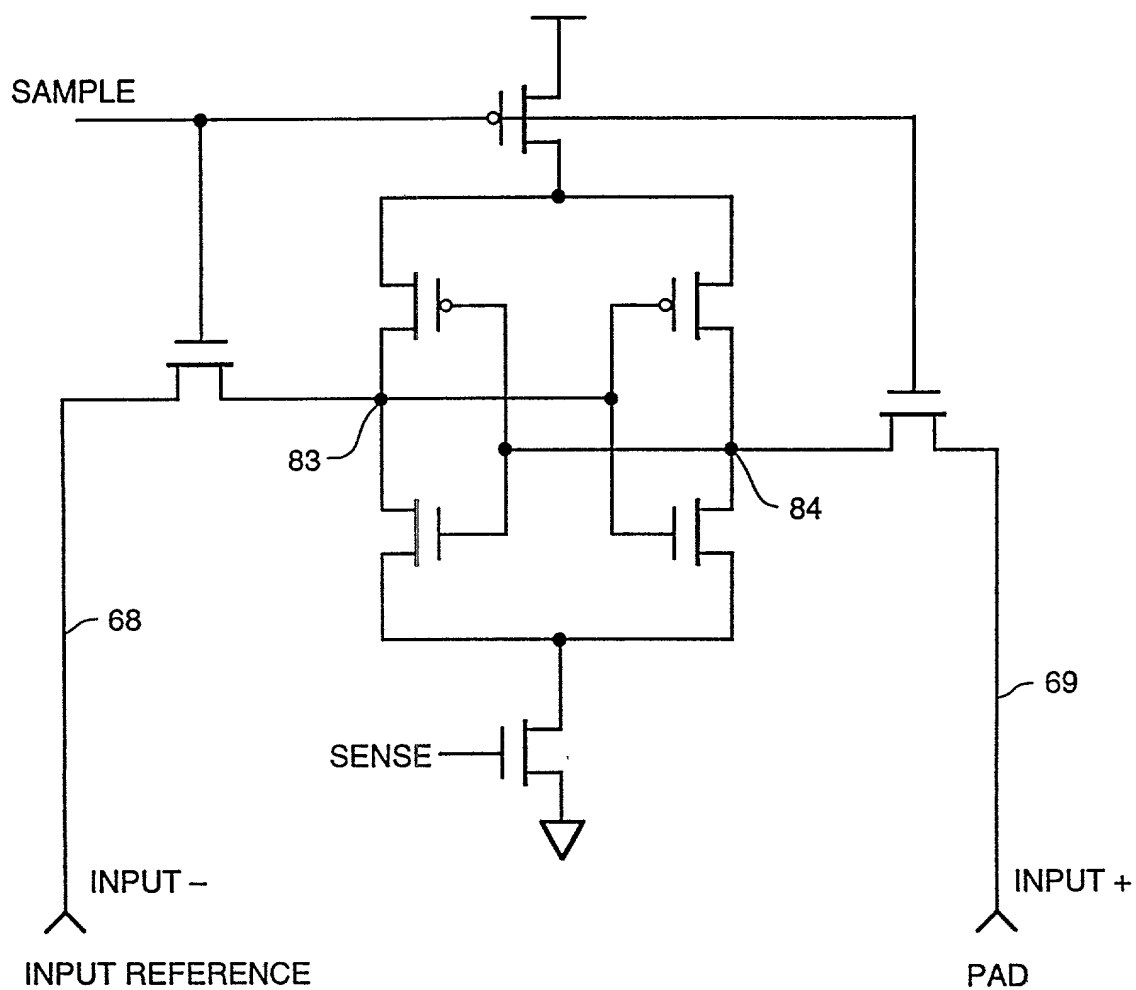 SAMPLE
83
84
68
69
SENSE
INPUT –
INPUT +
INPUT REFERENCE
PAD